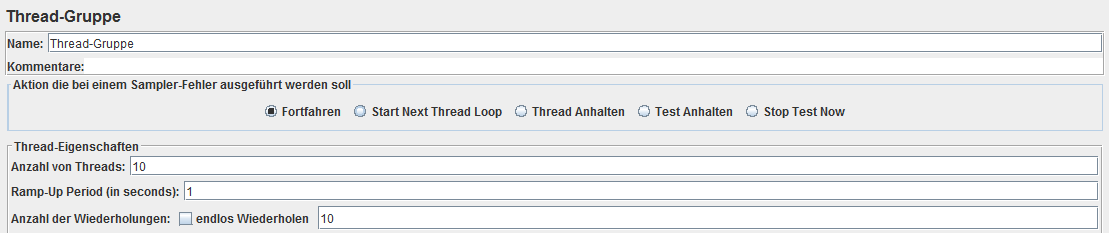 Thread-Gruppe
Name: Thread-Gruppe
Kommentare:
Aktion die bei einem Sampler-Fehler ausgeführt werden soll
Fortfahren Start Next Thread Loop Thread Anhalten Test Anhalten Stop Test Now
Thread-Eigenschaften
Anzahl von Threads: 10
Ramp-Up Period (in seconds): 1
Anzahl der Wiederholungen: endlos Wiederholen 10